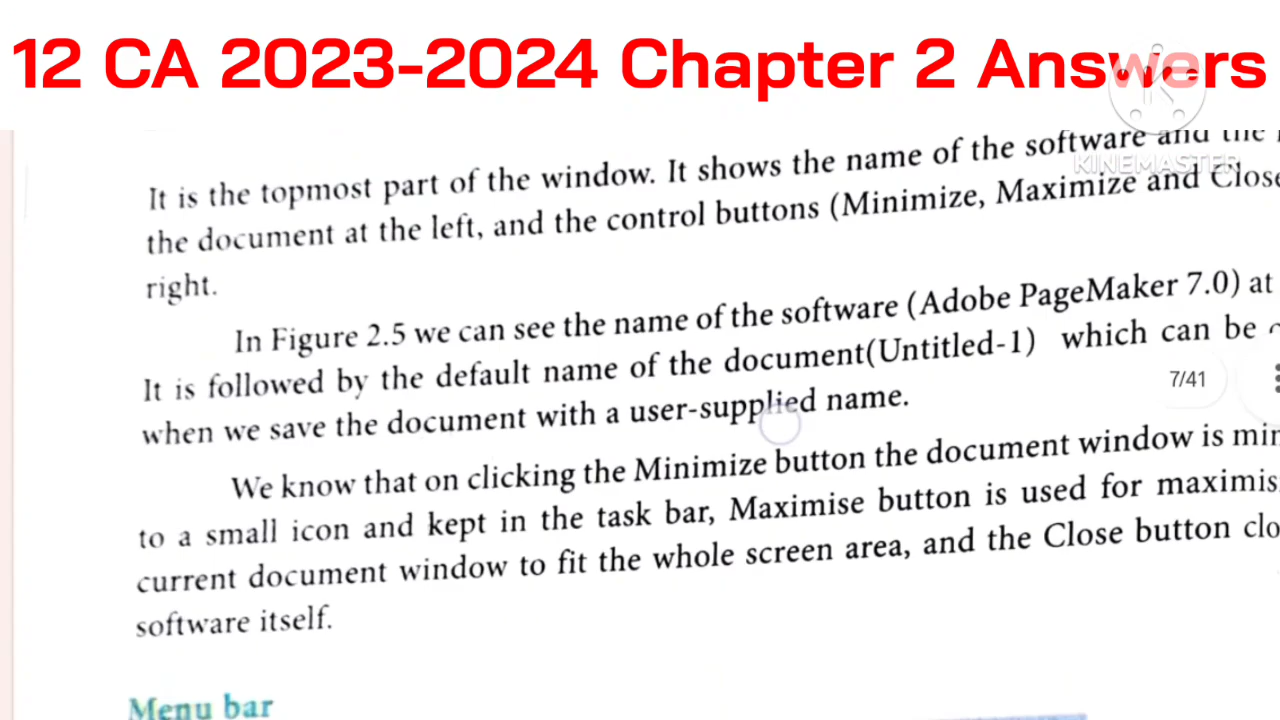 12 CA 2023-2024 Chapter 2 Answers
KINEMASTER
It is the topmost part of the window. It shows the name of the software and the
the document at the left, and the control buttons (Minimize, Maximize and Close
right.
In Figure 2.5 we can see the name of the software (Adobe PageMaker 7.0) at
It is followed by the default name of the document(Untitled-1) which can be
7/41
when we save the document with a user-supplied name.
We know that on clicking the Minimize button the document window is min
to a small icon and kept in the task bar, Maximise button is used for maximis
current document window to fit the whole screen area, and the Close button clo
software itself.
Menu bar